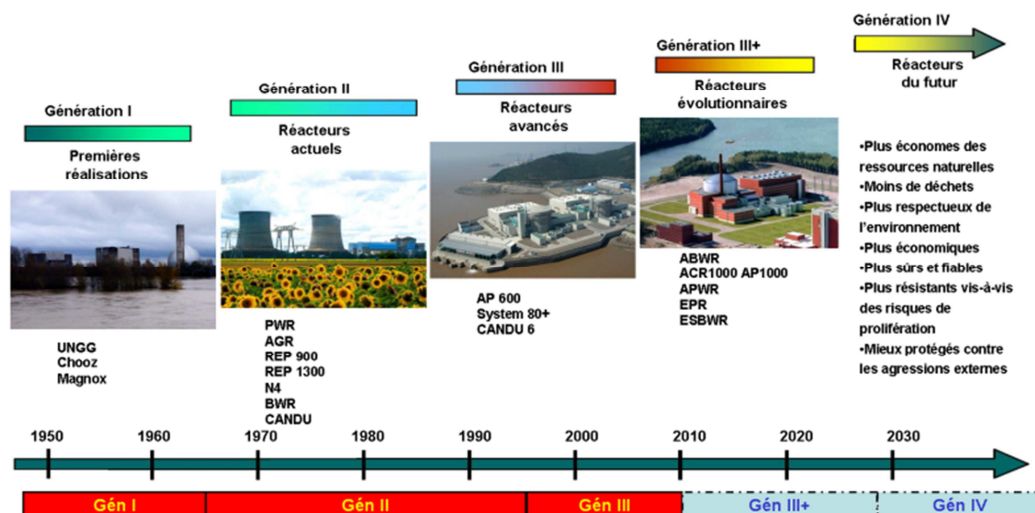 Génération I
Premières
réalisations
UNGG
Chooz
Magnox
Génération II
Réacteurs
actuels
PWR
AGR
REP 900
REP 1300
N4
BWR
CANDU
Génération III
Réacteurs
avancés
AP 600
System 80+
CANDU 6
Génération III+
Réacteurs
évolutionnaires
ABWR
ACR1000 AP1000
APWR
EPR
ESBWR
Génération IV
Réacteurs
du futur
•Plus économes des
ressources naturelles
•Moins de déchets
•Plus respectueux de
l'environnement
•Plus économiques
•Plus sûrs et fiables
•Plus résistants vis-à-vis
des risques de
prolifération
•Mieux protégés contre
les agressions externes
1950 1960 1970 1980 1990 2000 2010 2020 2030
Gén I Gén II Gén III Gén III+ Gén IV